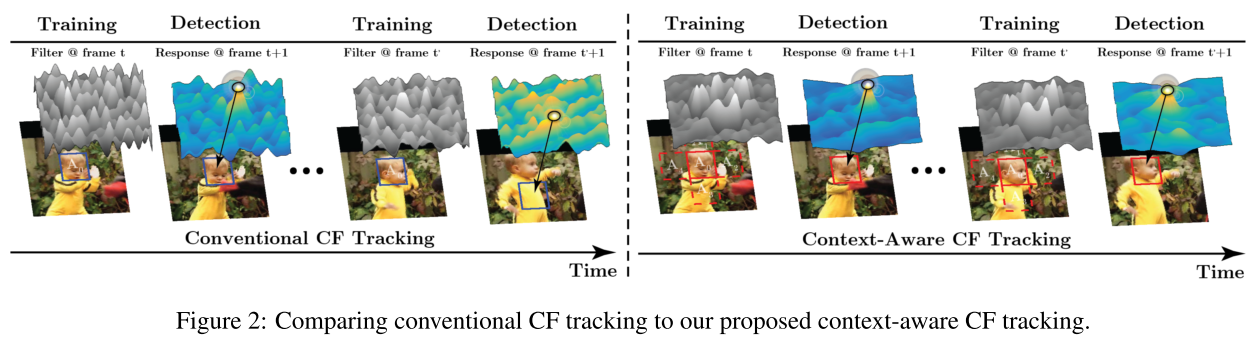 Training Detection Training Detection
Filter @ frame t Response @ frame t+1 Filter @ frame t' Response @ frame t'+1
Conventional CF Tracking
Time
Training Detection Training Detection
Filter @ frame t Response @ frame t+1 Filter @ frame t' Response @ frame t'+1
Context-Aware CF Tracking
Time
Figure 2: Comparing conventional CF tracking to our proposed context-aware CF tracking.